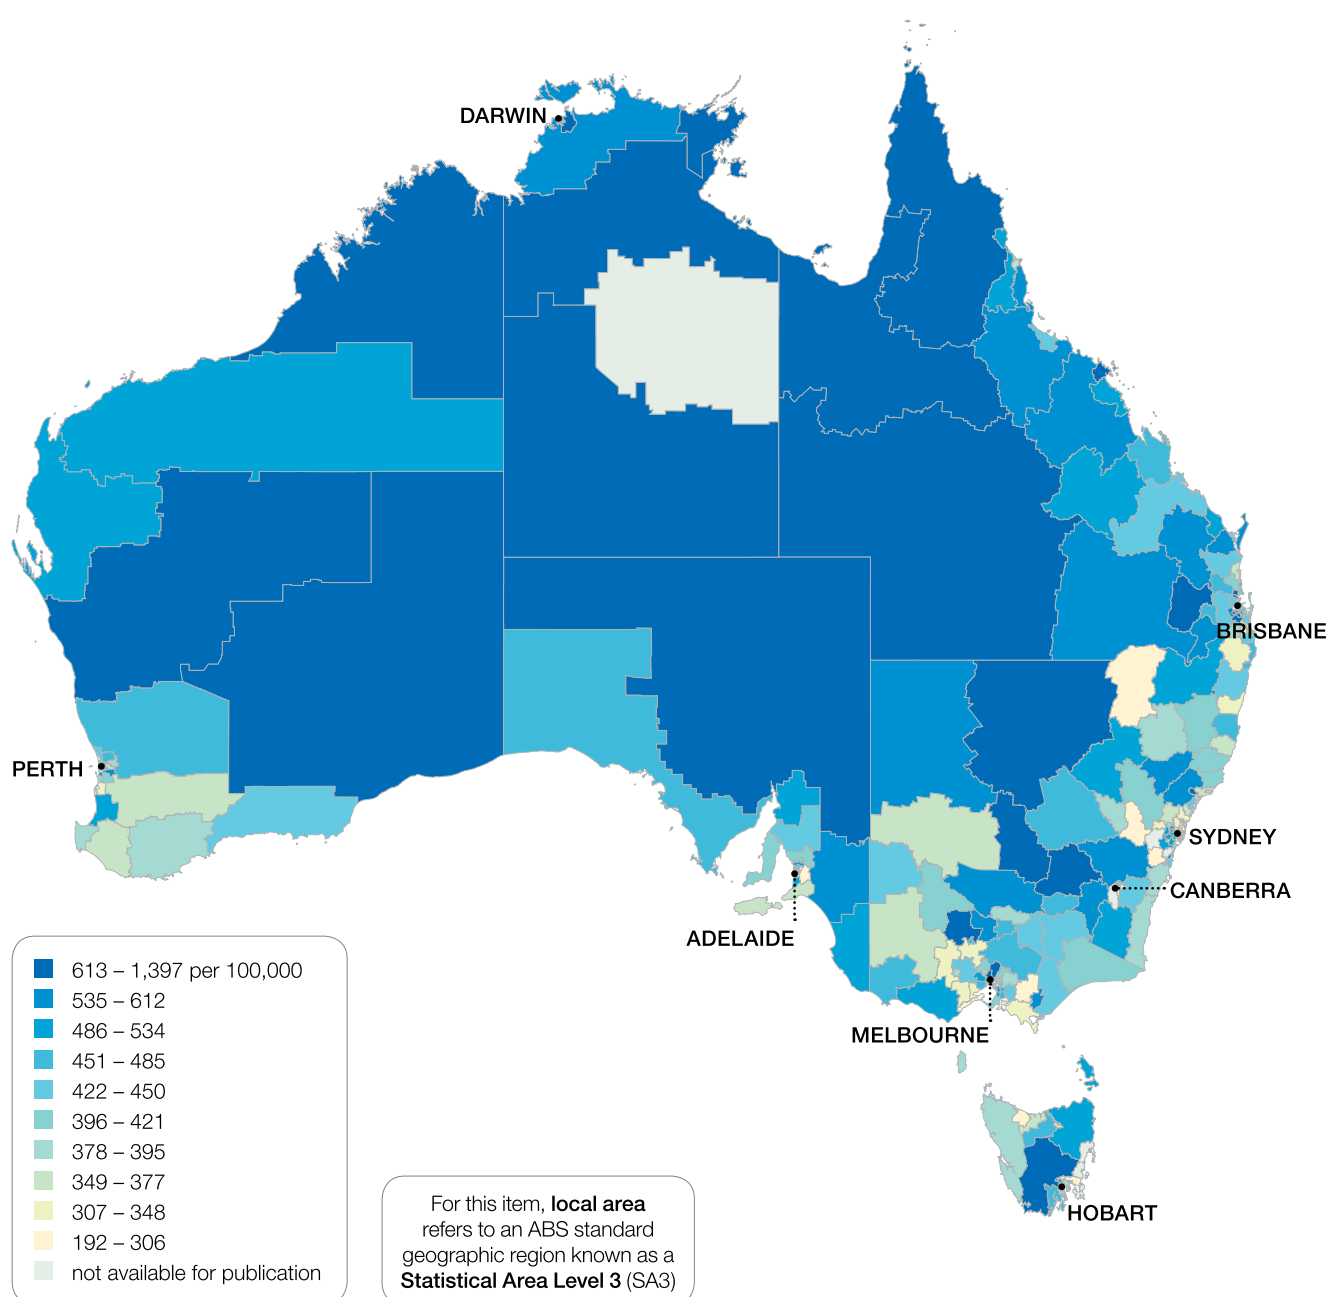 DARWIN
BRISBANE
PERTH
SYDNEY
CANBERRA
ADELAIDE
MELBOURNE
HOBART
613 – 1,397 per 100,000
535 – 612
486 – 534
451 – 485
422 – 450
396 – 421
378 – 395
349 – 377
307 – 348
192 – 306
not available for publication
For this item, local area
refers to an ABS standard
geographic region known as a
Statistical Area Level 3 (SA3)